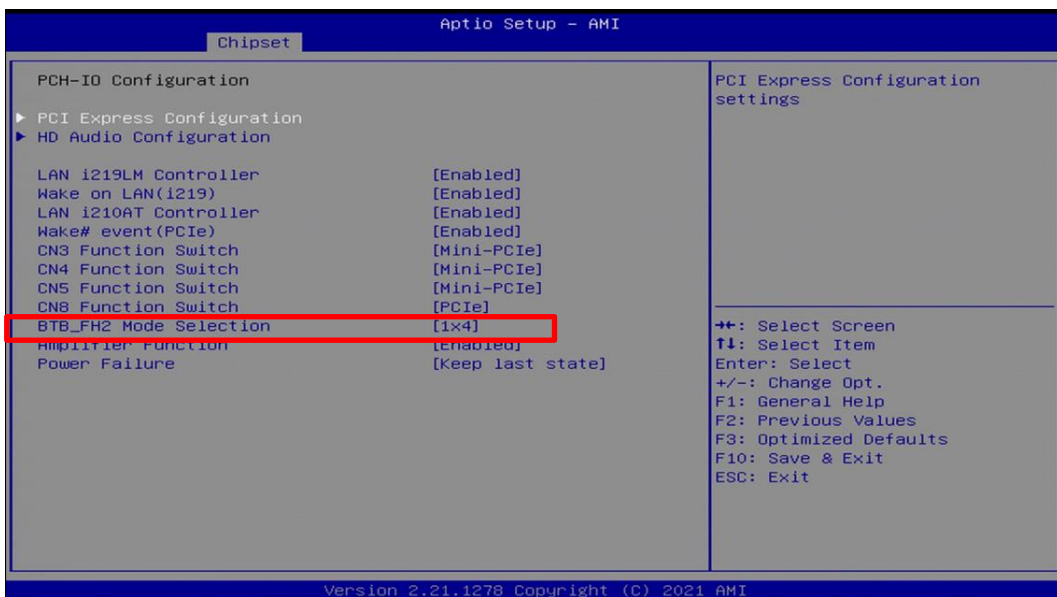 Aptio Setup – AMI
Chipset
PCH-IO Configuration
PCI Express Configuration
HD Audio Configuration
LAN i219LM Controller [Enabled]
Wake on LAN(i219) [Enabled]
LAN i210AT Controller [Enabled]
Wake# event(PCIe) [Enabled]
CN3 Function Switch [Mini-PCIe]
CN4 Function Switch [Mini-PCIe]
CN5 Function Switch [Mini-PCIe]
CN8 Function Switch [PCIe]
BTB_FH2 Mode Selection [1x4]
Amplifier Function [Enabled]
Power Failure [Keep last state]
PCI Express Configuration
settings
→←: Select Screen
↑↓: Select Item
Enter: Select
+/-: Change Opt.
F1: General Help
F2: Previous Values
F3: Optimized Defaults
F10: Save & Exit
ESC: Exit
Version 2.21.1278 Copyright (C) 2021 AMI